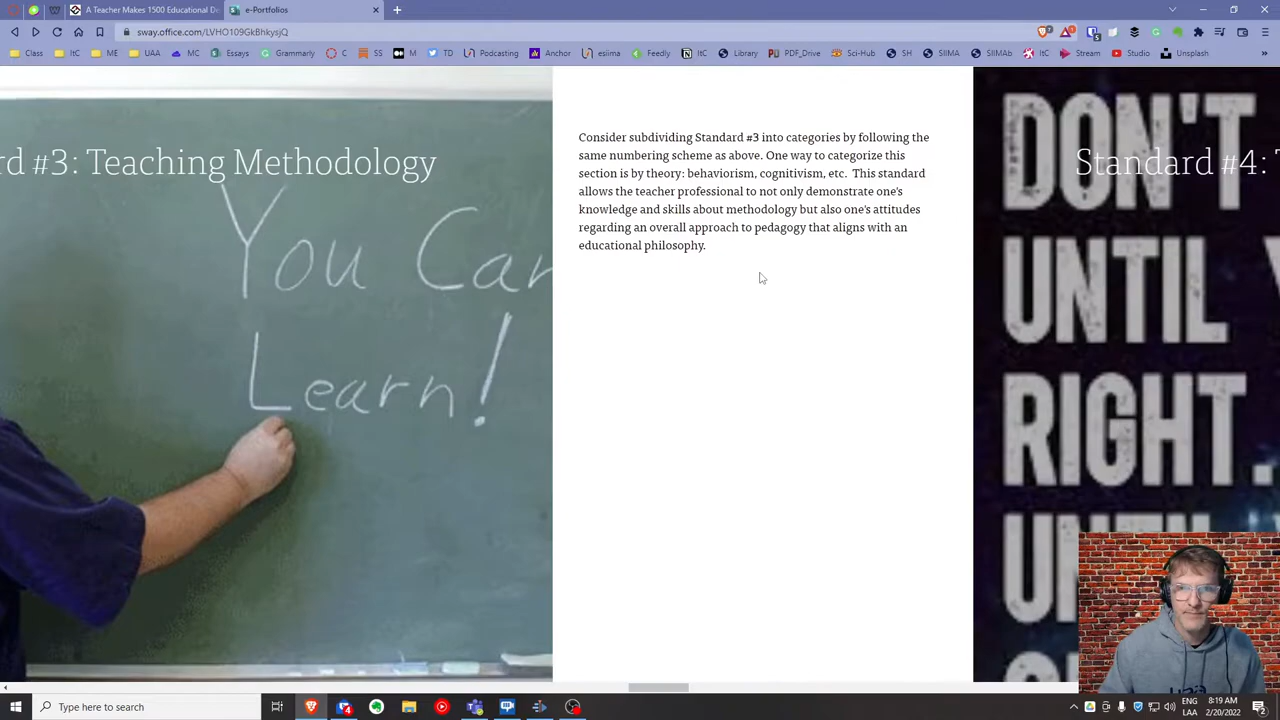 A Teacher Makes 1500 Educational De
e-Portfolios
sway.office.com/LVHO109GkBhkysjQ
Class
ItC
ME
UAA
MC
Essays
Grammarly
C
SS
M
TD
Podcasting
Anchor
esiima
Feedly
ItC
Library
PDF_Drive
Sci-Hub
SH
SIIMA
SIIMAb
ItC
Stream
Studio
Unsplash
rd #3: Teaching Methodology
You Can
Learn!
Consider subdividing Standard #3 into categories by following the
same numbering scheme as above. One way to categorize this
section is by theory: behaviorism, cognitivism, etc.  This standard
allows the teacher professional to not only demonstrate one's
knowledge and skills about methodology but also one's attitudes
regarding an overall approach to pedagogy that aligns with an
educational philosophy.
Standard #4:
DON'T
UNTIL
RIGHT.
Type here to search
ENG
LAA
8:19 AM
2/20/2022